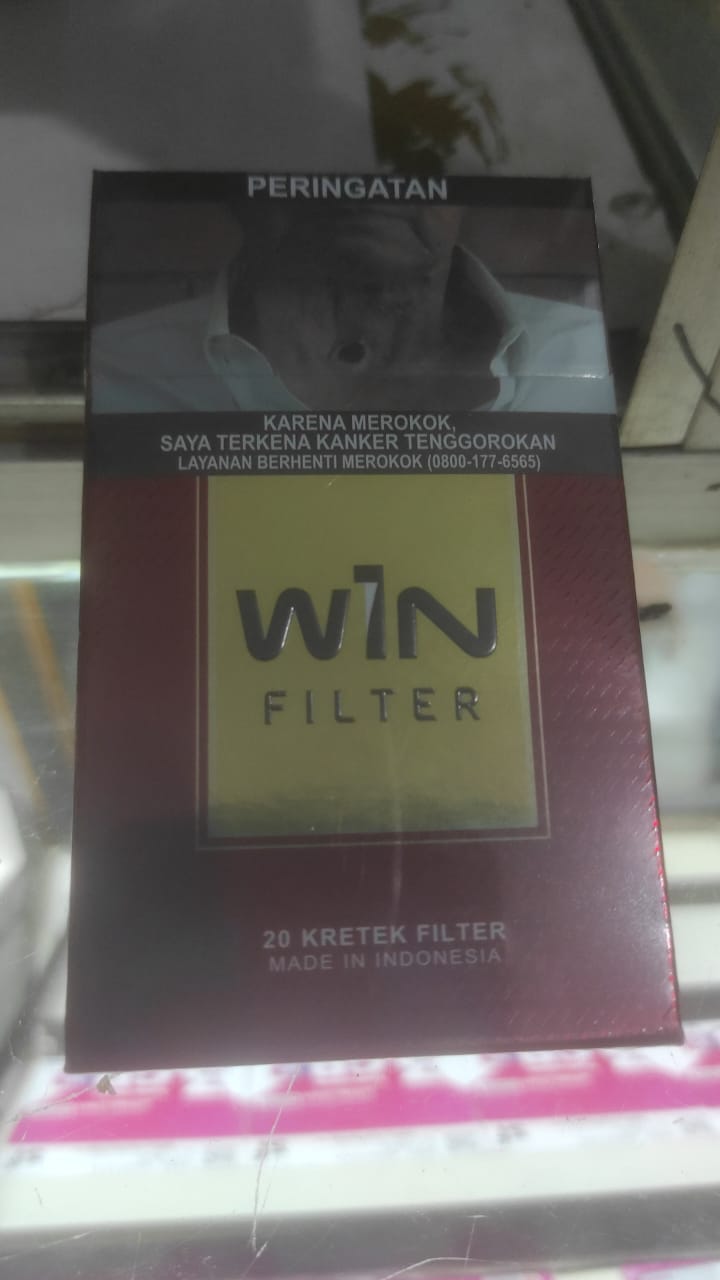 PERINGATAN
KARENA MEROKOK,
SAYA TERKENA KANKER TENGGOROKAN
LAYANAN BERHENTI MEROKOK (0800-177-6565)
WIN
FILTER
20 KRETEK FILTER
MADE IN INDONESIA